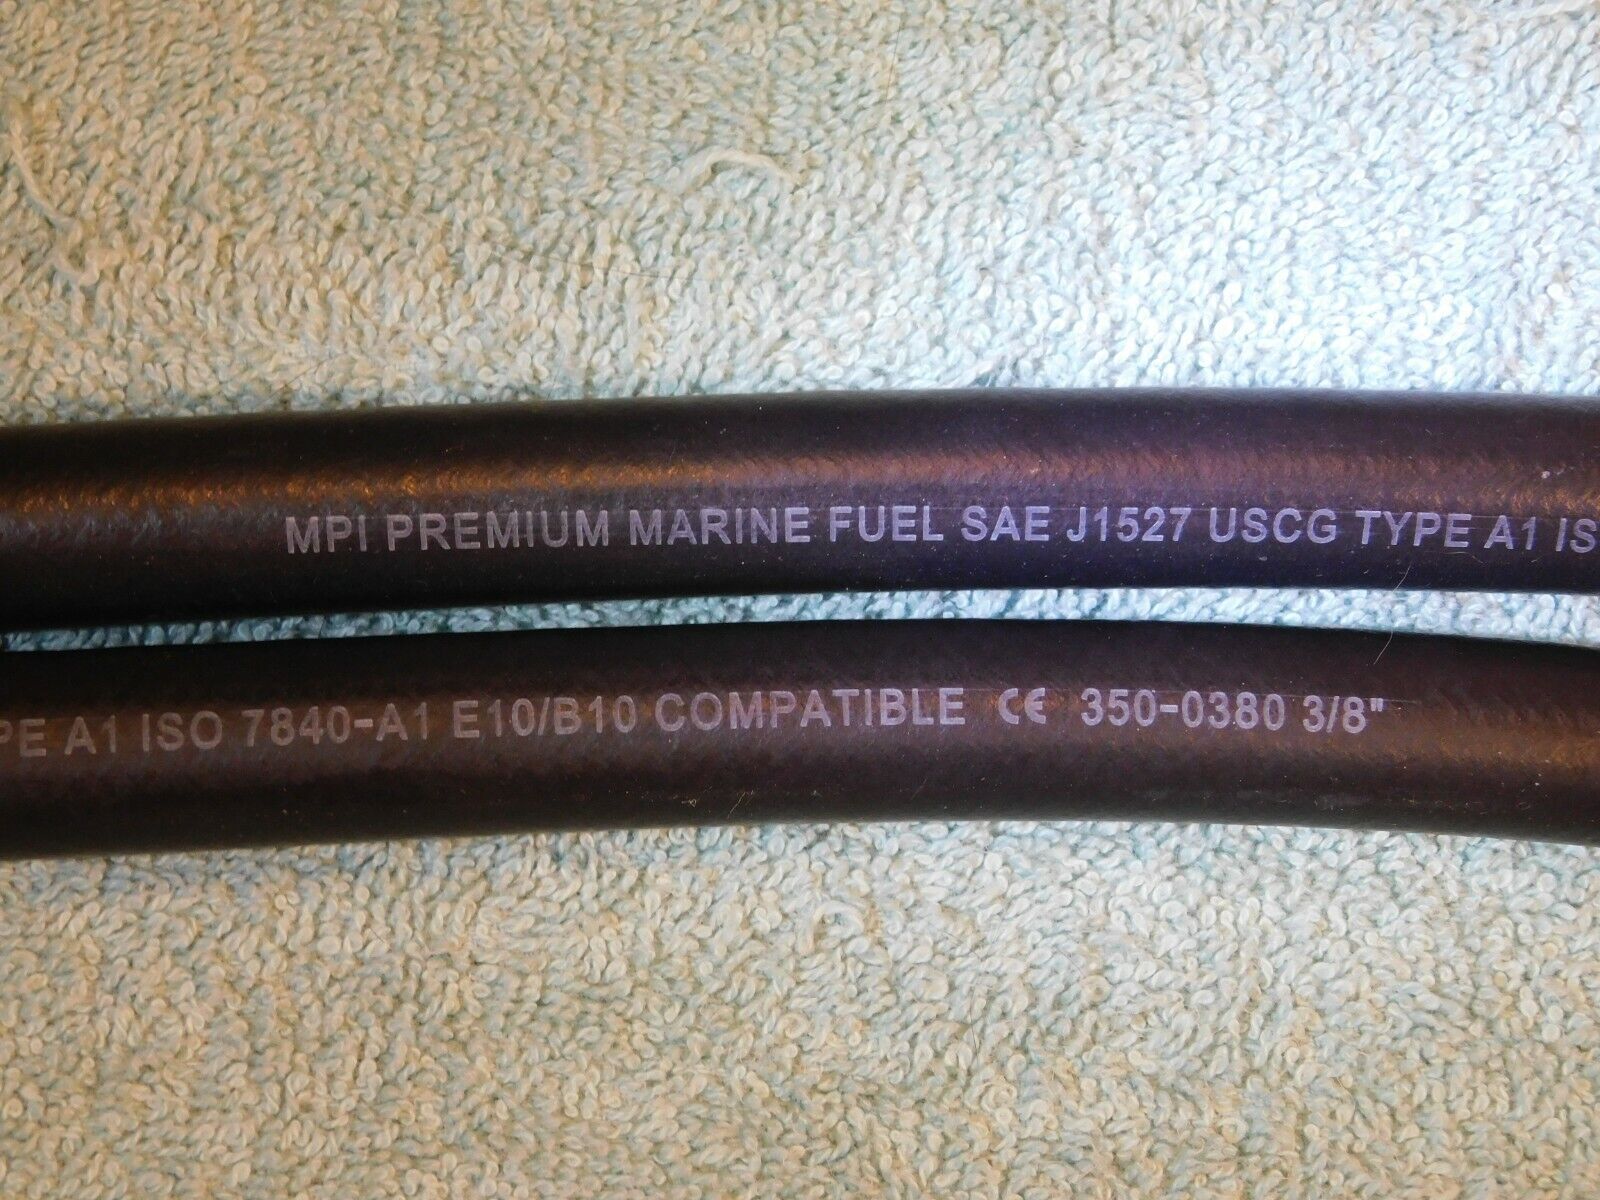 MPI PREMIUM MARINE FUEL SAE J1527 USCG TYPE A1 IS
PE A1 ISO 7840-A1 E10/B10 COMPATIBLE CE 350-0380 3/8"